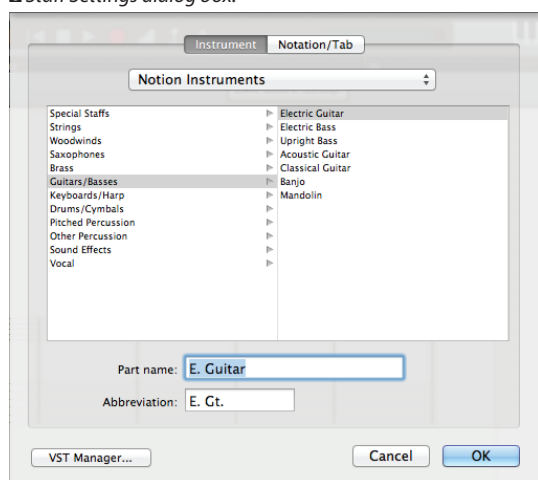 Staff Settings dialog box.
Instrument Notation/Tab
Notion Instruments
Special Staffs
Strings
Woodwinds
Saxophones
Brass
Guitars/Basses
Keyboards/Harp
Drums/Cymbals
Pitched Percussion
Other Percussion
Sound Effects
Vocal
Electric Guitar
Electric Bass
Upright Bass
Acoustic Guitar
Classical Guitar
Banjo
Mandolin
Part name: E. Guitar
Abbreviation: E. Gt.
VST Manager... Cancel OK